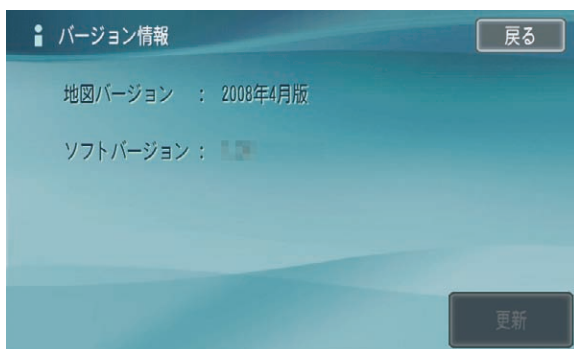 バージョン情報
戻る
地図バージョン : 2008年4月版
ソフトバージョン :
更新